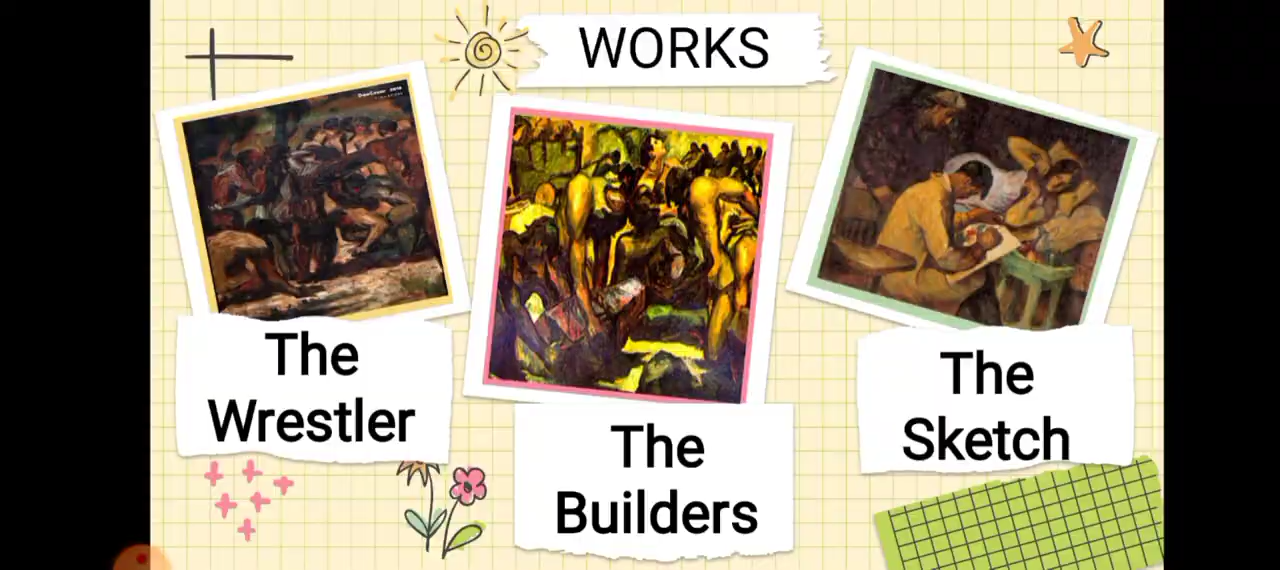 WORKS
The
Wrestler
The
Builders
The
Sketch